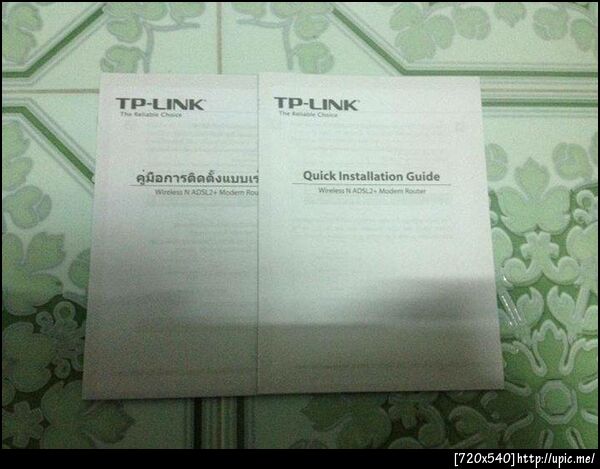 TP-LINK
The Reliable Choice
คู่มือการติดตั้งแบบเร
Wireless N ADSL2+ Modem Rou
TP-LINK
The Reliable Choice
Quick Installation Guide
Wireless N ADSL2+ Modem Router
[720x540]http://upic.me/